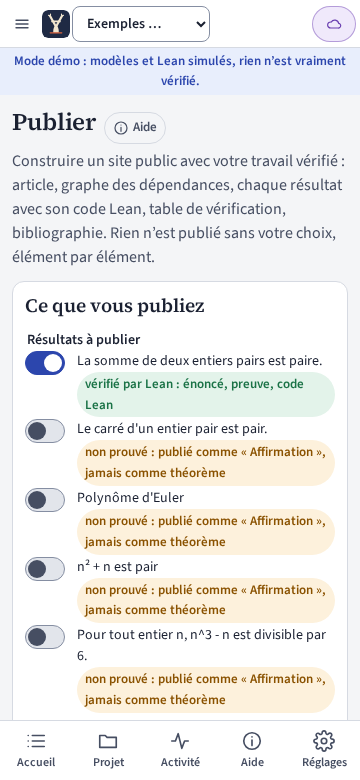 Exemples ...
Mode démo : modèles et Lean simulés, rien n’est vraiment
vérifié.
Publier
Aide
Construire un site public avec votre travail vérifié :
article, graphe des dépendances, chaque résultat
avec son code Lean, table de vérification,
bibliographie. Rien n’est publié sans votre choix,
élément par élément.
Ce que vous publiez
Résultats à publier
La somme de deux entiers pairs est paire.
vérifié par Lean : énoncé, preuve, code
Lean
Le carré d'un entier pair est pair.
non prouvé : publié comme « Affirmation »,
jamais comme théorème
Polynôme d'Euler
non prouvé : publié comme « Affirmation »,
jamais comme théorème
n² + n est pair
non prouvé : publié comme « Affirmation »,
jamais comme théorème
Pour tout entier n, n^3 - n est divisible par
6.
non prouvé : publié comme « Affirmation »,
jamais comme théorème
Accueil
Projet
Activité
Aide
Réglages